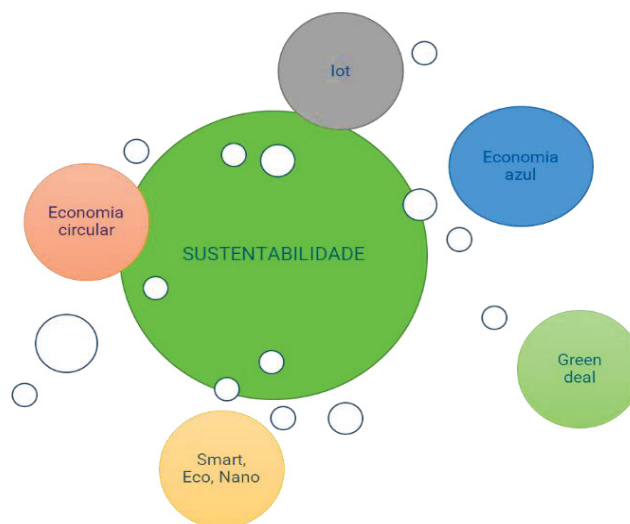 Iot
Economia
azul
Economia
circular
SUSTENTABILIDADE
Green
deal
Smart,
Eco, Nano